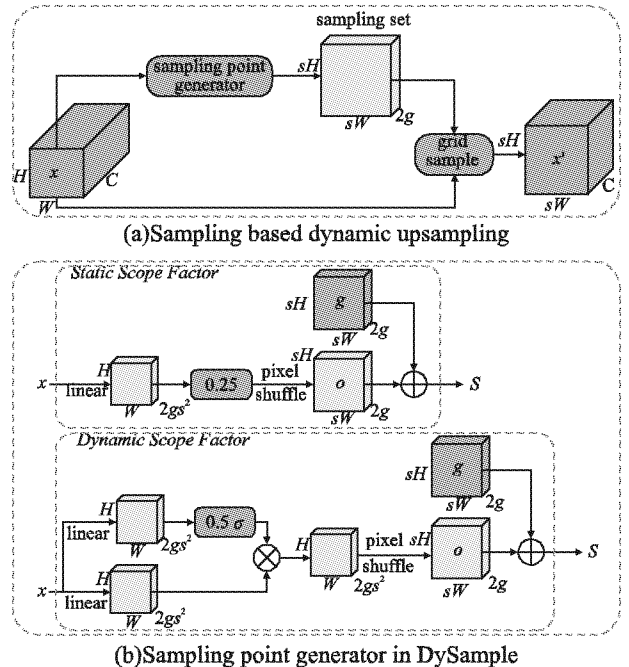 sampling set
sampling point
generator
sH
sW
2g
H
x
W
C
grid
sample
sH
x'
sW
C
(a)Sampling based dynamic upsampling
Static Scope Factor
sH
g
sW
2g
x
linear
H
W
2gs²
0.25
pixel
shuffle
sH
o
sW
2g
S
Dynamic Scope Factor
sH
g
sW
2g
x
linear
H
W
2gs²
0.5 σ
linear
H
W
2gs²
H
W
2gs²
pixel
shuffle
sH
o
sW
2g
S
(b)Sampling point generator in DySample